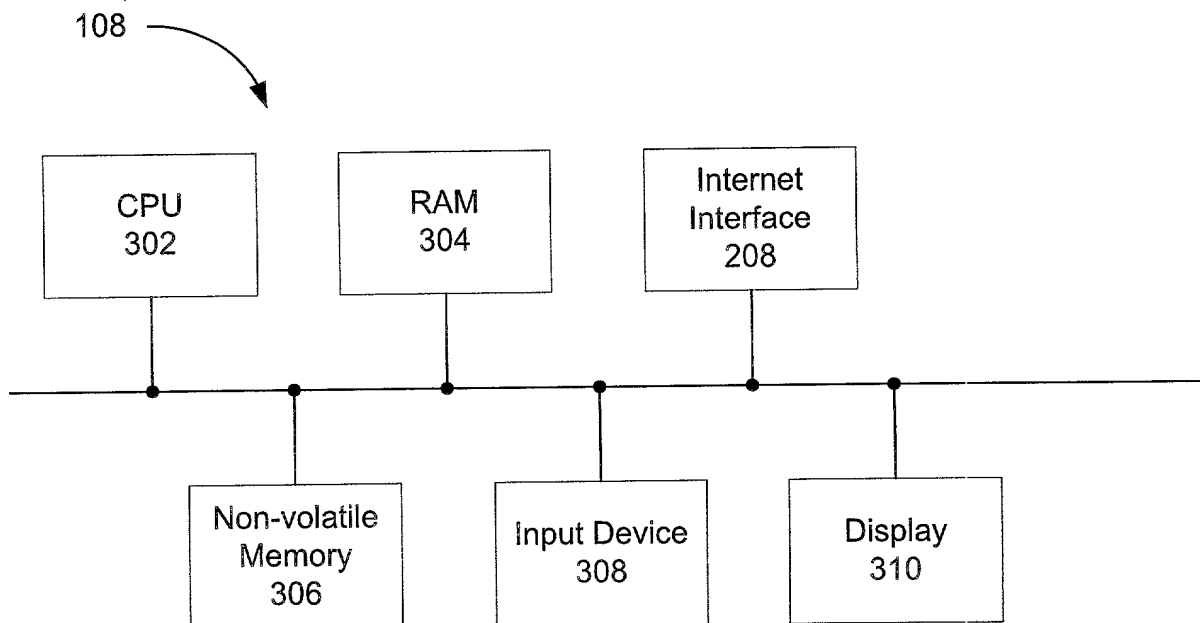 108
CPU
302
RAM
304
Internet
Interface
208
Non-volatile
Memory
306
Input Device
308
Display
310